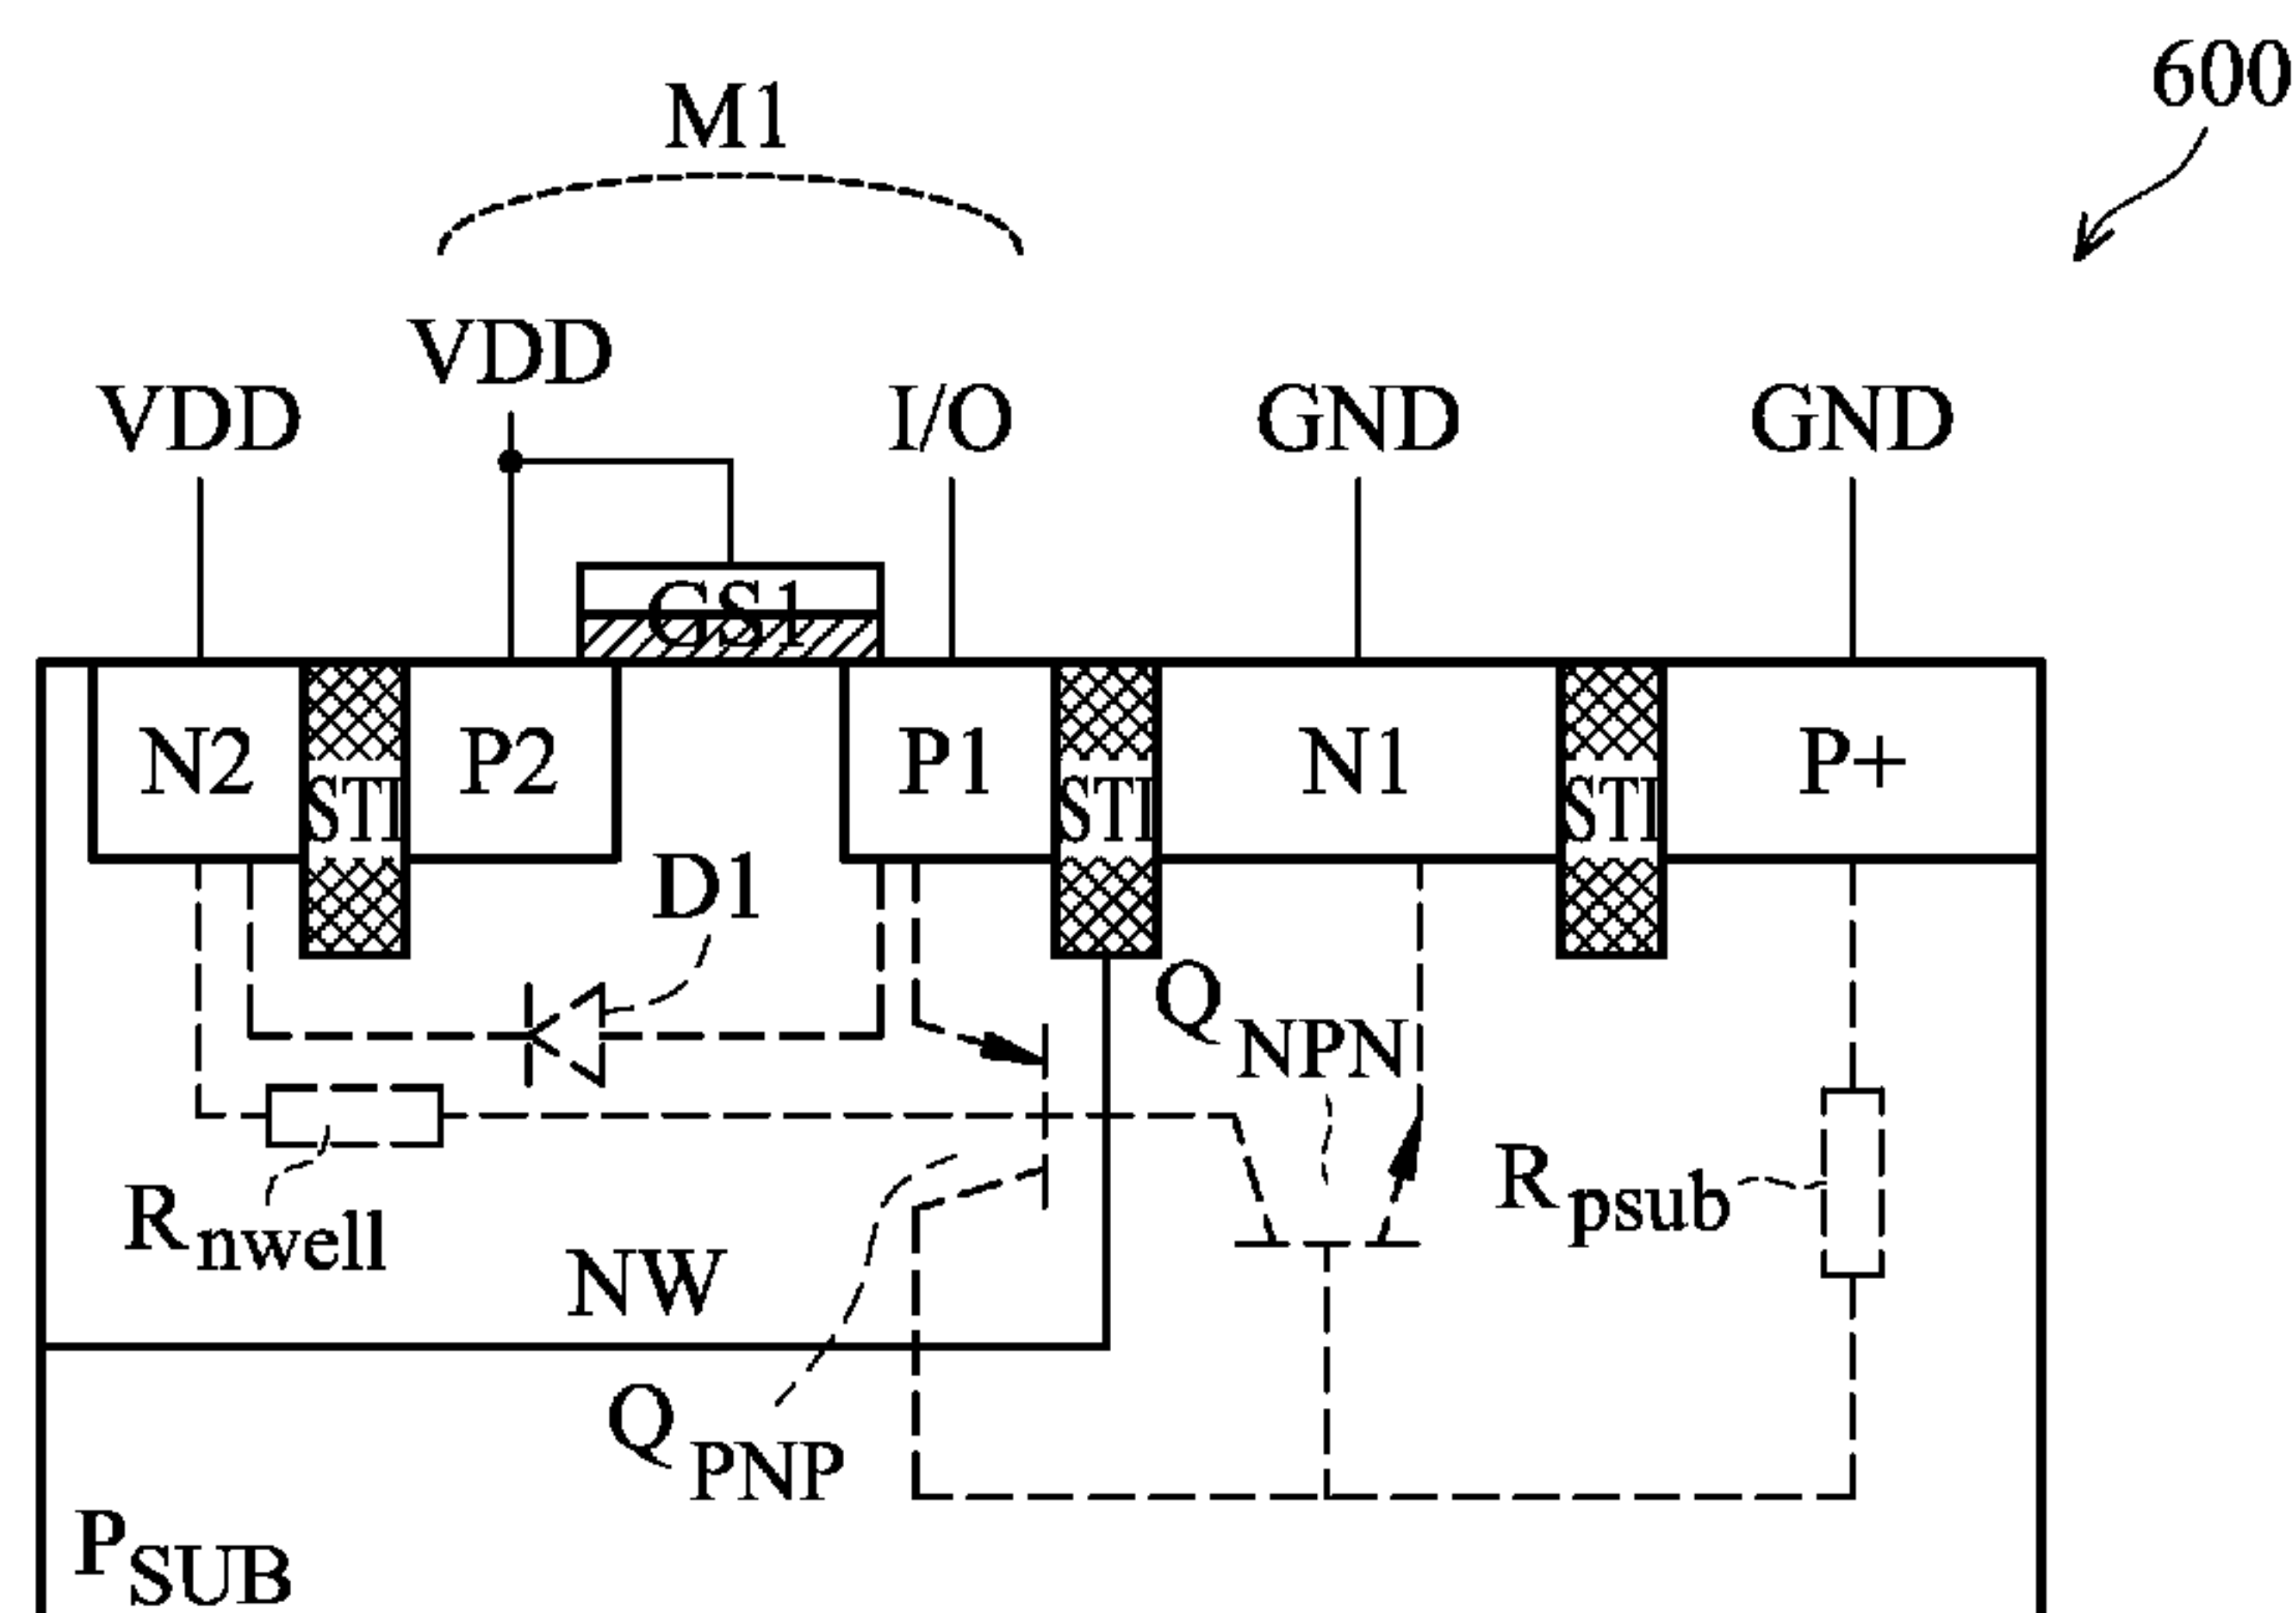 600
M1
VDD
VDD
I/O
GND
GND
GS1
N2
STI
P2
P1
STI
N1
STI
P+
D1
QNPN
Rnwell
Rpsub
NW
QPNP
PSUB